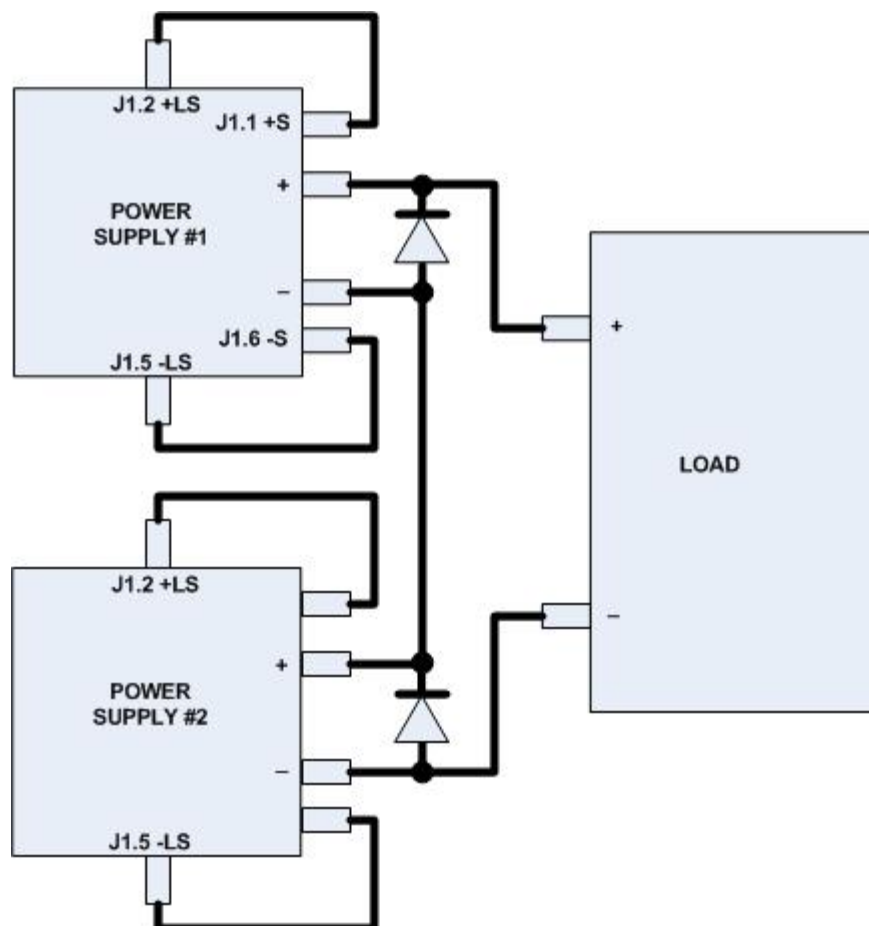 J1.2 +LS
J1.1 +S
+
POWER
SUPPLY #1
–
J1.6 -S
J1.5 -LS
+
LOAD
–
J1.2 +LS
+
POWER
SUPPLY #2
–
J1.5 -LS